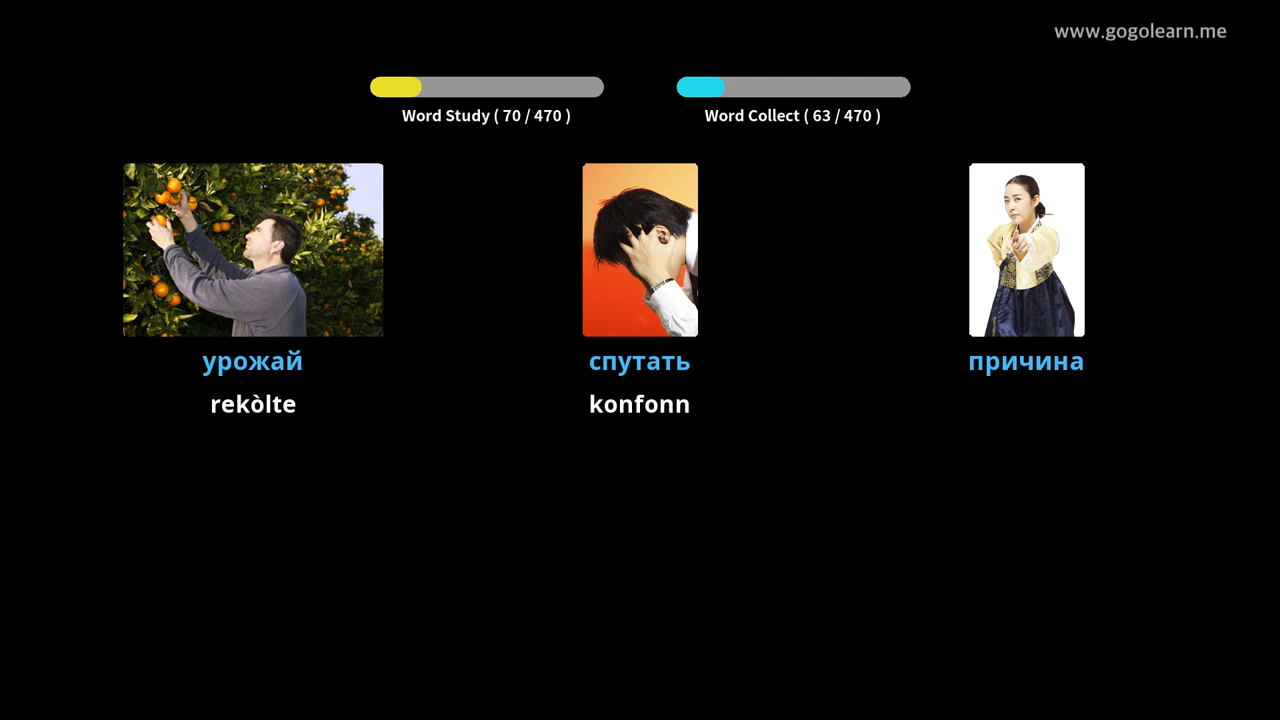 www.gogolearn.me
Word Study ( 70 / 470 )
Word Collect ( 63 / 470 )
урожай
спутать
причина
rekòlte
konfonn